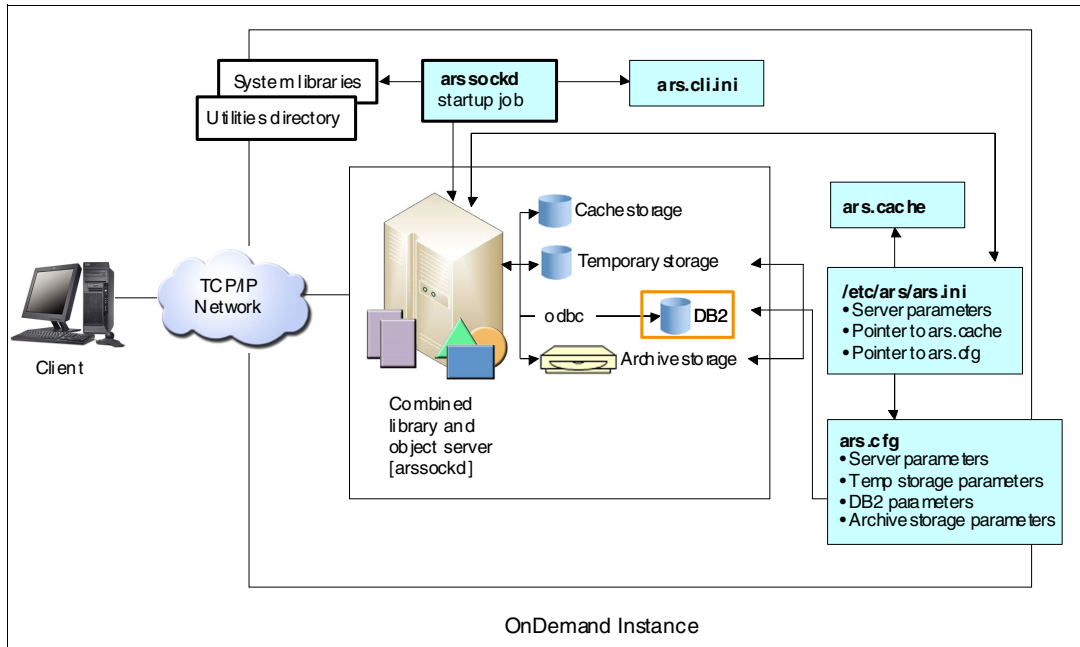 System libraries
Utilities directory
arssockd
startup job
ars.cli.ini
Cache storage
Temporary storage
odbc
DB2
Archive storage
Combined
library and
object server
[arssockd]
TCP/IP
Network
Client
ars.cache
/etc/ars/ars.ini
• Server parameters
• Pointer to ars.cache
• Pointer to ars.cfg
ars.cfg
• Server parameters
• Temp storage parameters
• DB2 parameters
• Archive storage parameters
OnDemand Instance